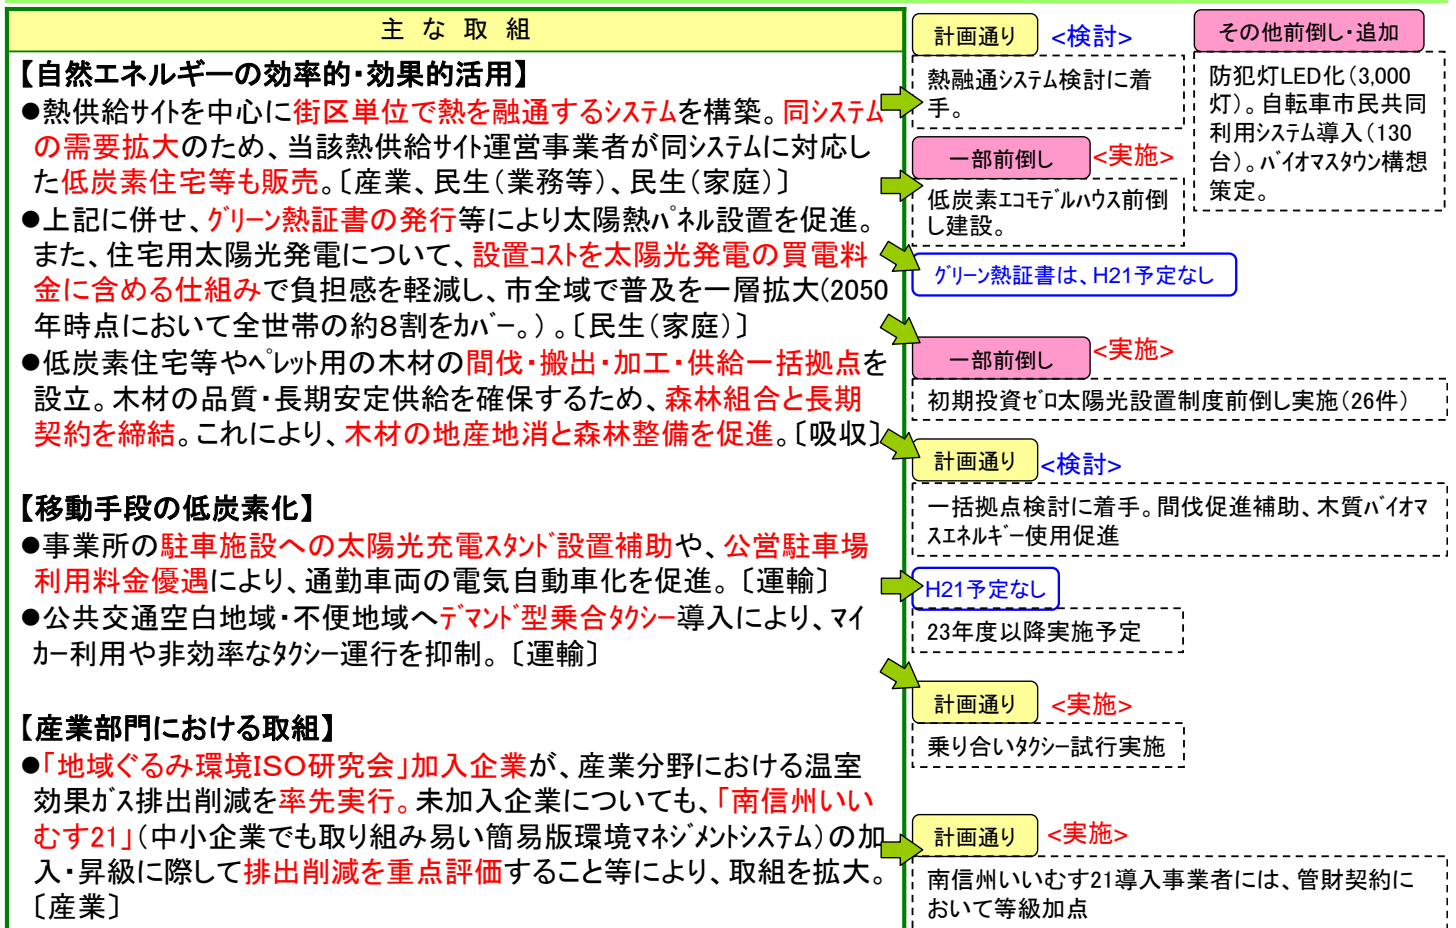 主 な 取 組
【自然エネルギーの効率的・効果的活用】
●熱供給サイトを中心に街区単位で熱を融通するシステムを構築。同システム
の需要拡大のため、当該熱供給サイト運営事業者が同システムに対応し
た低炭素住宅等も販売。〔産業、民生（業務等）、民生（家庭）〕
●上記に併せ、グリーン熱証書の発行等により太陽熱パネル設置を促進。
また、住宅用太陽光発電について、設置コストを太陽光発電の買電料
金に含める仕組みで負担感を軽減し、市全域で普及を一層拡大（2050
年時点において全世帯の約８割をカバー。）。〔民生（家庭）〕
●低炭素住宅等やペレット用の木材の間伐・搬出・加工・供給一括拠点を
設立。木材の品質・長期安定供給を確保するため、森林組合と長期
契約を締結。これにより、木材の地産地消と森林整備を促進。〔吸収〕
【移動手段の低炭素化】
●事業所の駐車施設への太陽光充電スタンド設置補助や、公営駐車場
利用料金優遇により、通勤車両の電気自動車化を促進。〔運輸〕
●公共交通空白地域・不便地域へデマンド型乗合タクシー導入により、マイ
カー利用や非効率なタクシー運行を抑制。〔運輸〕
【産業部門における取組】
●「地域ぐるみ環境ＩＳＯ研究会」加入企業が、産業分野における温室
効果ガス排出削減を率先実行。未加入企業についても、「南信州いい
むす21」（中小企業でも取り組み易い簡易版環境マネジメントシステム）の加
入・昇級に際して排出削減を重点評価すること等により、取組を拡大。
〔産業〕
計画通り <検討>
熱融通システム検討に着
手。
その他前倒し・追加
防犯灯LED化（3,000
灯）。自転車市民共同
利用システム導入（130
台）。バイオマスタウン構想
策定。
一部前倒し <実施>
低炭素エコモデルハウス前倒
し建設。
グリーン熱証書は、H21予定なし
一部前倒し <実施>
初期投資ゼロ太陽光設置制度前倒し実施（26件）
計画通り <検討>
一括拠点検討に着手。間伐促進補助、木質バイオマ
スエネルギー使用促進
H21予定なし
23年度以降実施予定
計画通り <実施>
乗り合いタクシー試行実施
計画通り <実施>
南信州いいむす21導入事業者には、管財契約に
おいて等級加点